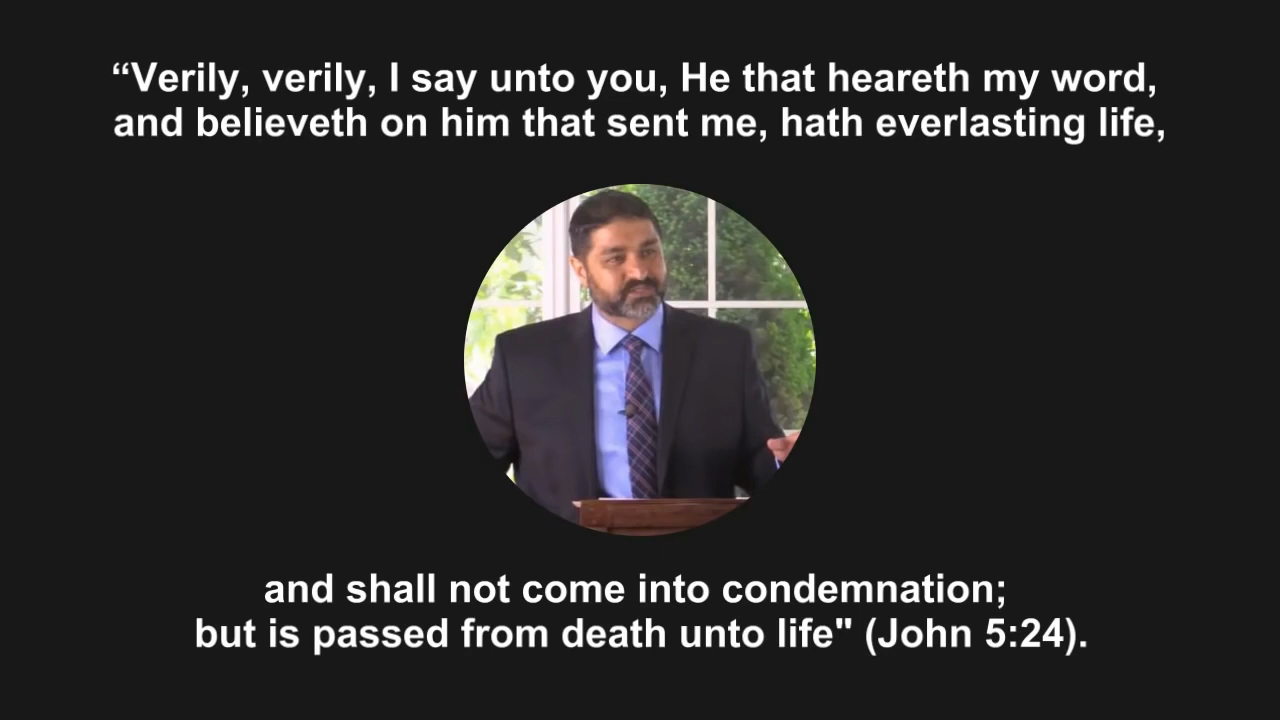 “Verily, verily, I say unto you, He that heareth my word,
and believeth on him that sent me, hath everlasting life,
and shall not come into condemnation;
but is passed from death unto life" (John 5:24).